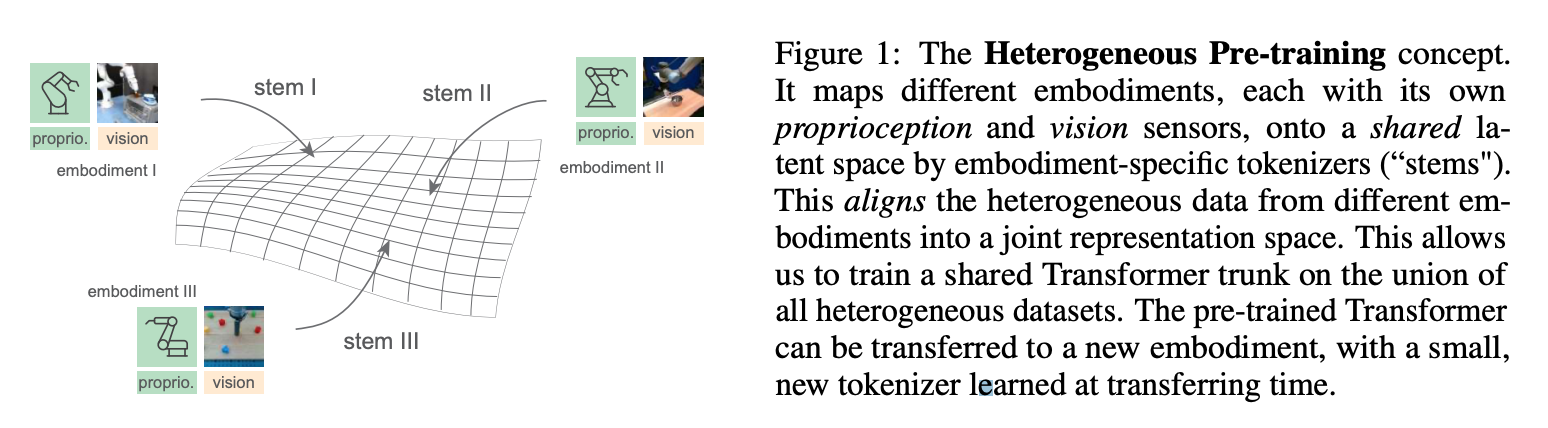 stem I
stem II
proprio. vision
embodiment I
proprio. vision
embodiment II
embodiment III
proprio. vision
stem III
Figure 1: The Heterogeneous Pre-training concept.
It maps different embodiments, each with its own
proprioception and vision sensors, onto a shared la-
tent space by embodiment-specific tokenizers (“stems").
This aligns the heterogeneous data from different em-
bodiments into a joint representation space. This allows
us to train a shared Transformer trunk on the union of
all heterogeneous datasets. The pre-trained Transformer
can be transferred to a new embodiment, with a small,
new tokenizer learned at transferring time.